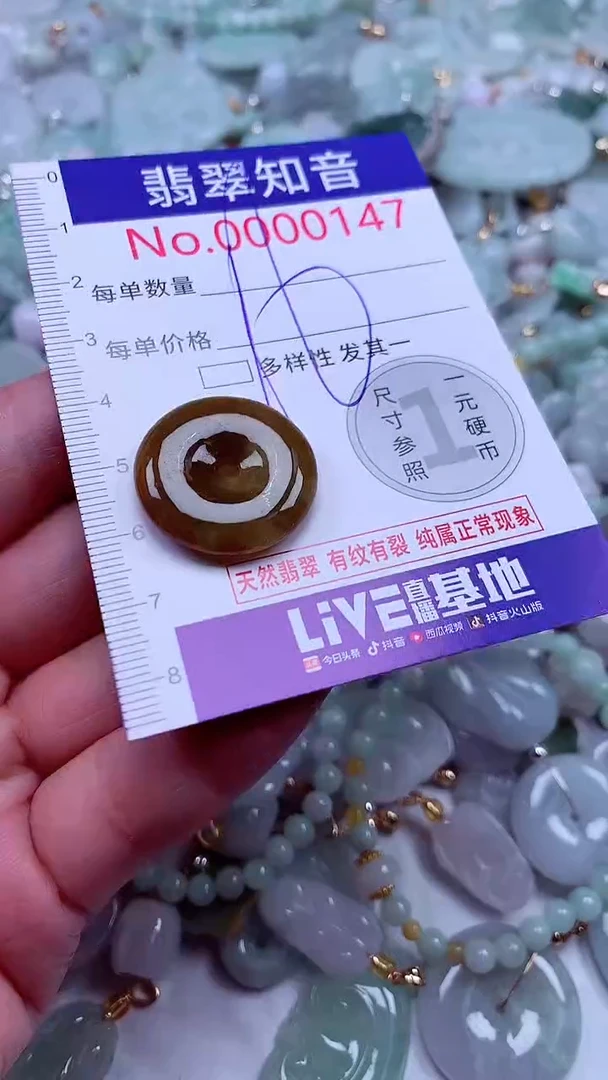 翡翠知音
No.0000147
每单数量
10
每单价格
多样性 发其一
0
1
2
3
4
5
6
7
8
尺寸参照
1
一元硬币
天然翡翠 有纹有裂 纯属正常现象
LiVE直播基地
今日头条 抖音 西瓜视频 抖音火山版